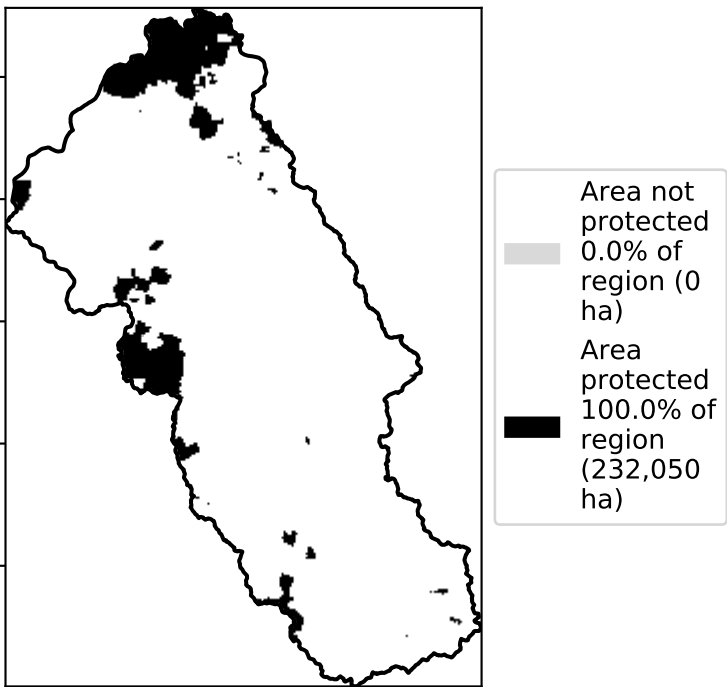 Area not
protected
0.0% of
region (0
ha)
Area
protected
100.0% of
region
(232,050
ha)